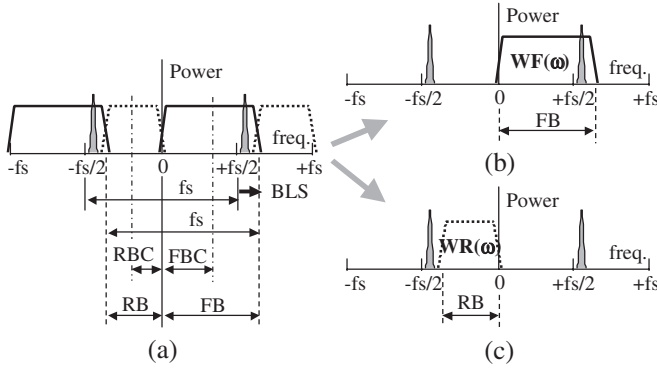 Power
freq.
-fs
-fs/2
0
+fs/2
+fs
fs
BLS
fs
RBC
FBC
RB
FB
(a)
Power
WF(ω)
freq.
-fs
-fs/2
0
+fs/2
+fs
FB
(b)
Power
WR(ω)
freq.
-fs
-fs/2
0
+fs/2
+fs
RB
(c)